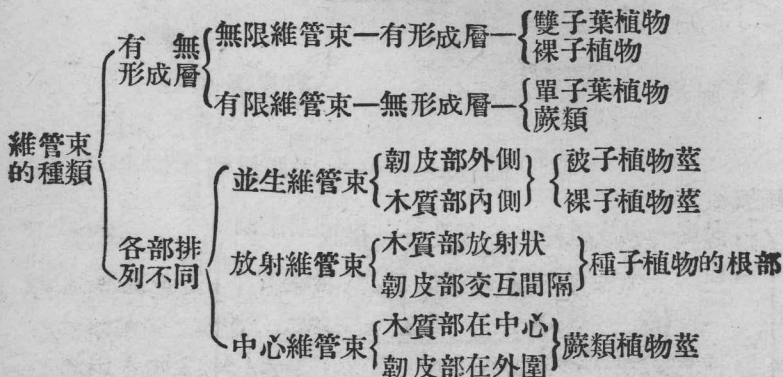 維管束的種類
有無形成層
無限維管束—有形成層—
雙子葉植物
裸子植物
有限維管束—無形成層—
單子葉植物
蕨類
各部排列不同
並生維管束
韌皮部外側
木質部內側
被子植物莖
裸子植物莖
放射維管束
木質部放射狀
韌皮部交互間隔
種子植物的根部
中心維管束
木質部在中心
韌皮部在外圍
蕨類植物莖